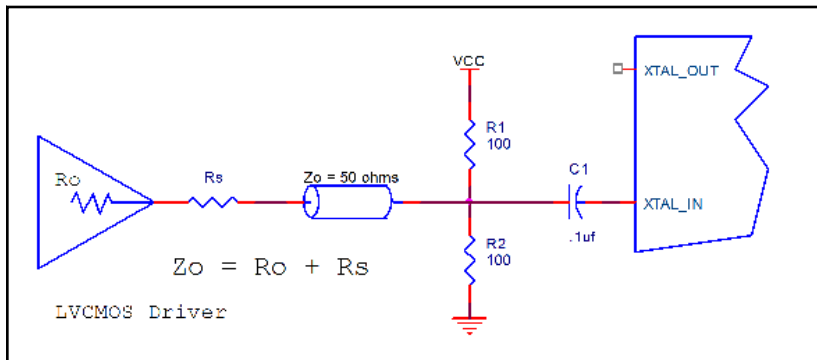 VCC
XTAL_OUT
R1
100
C1
Ro
Rs
Zo = 50 ohms
XTAL_IN
.1uf
R2
100
Zo = Ro + Rs
LVCMOS Driver